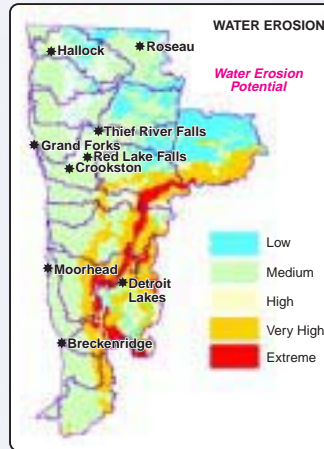 WATER EROSION
Hallock
Roseau
Water Erosion
Potential
Thief River Falls
Grand Forks
Red Lake Falls
Crookston
Low
Medium
Moorhead
Detroit
Lakes
High
Very High
Breckenridge
Extreme